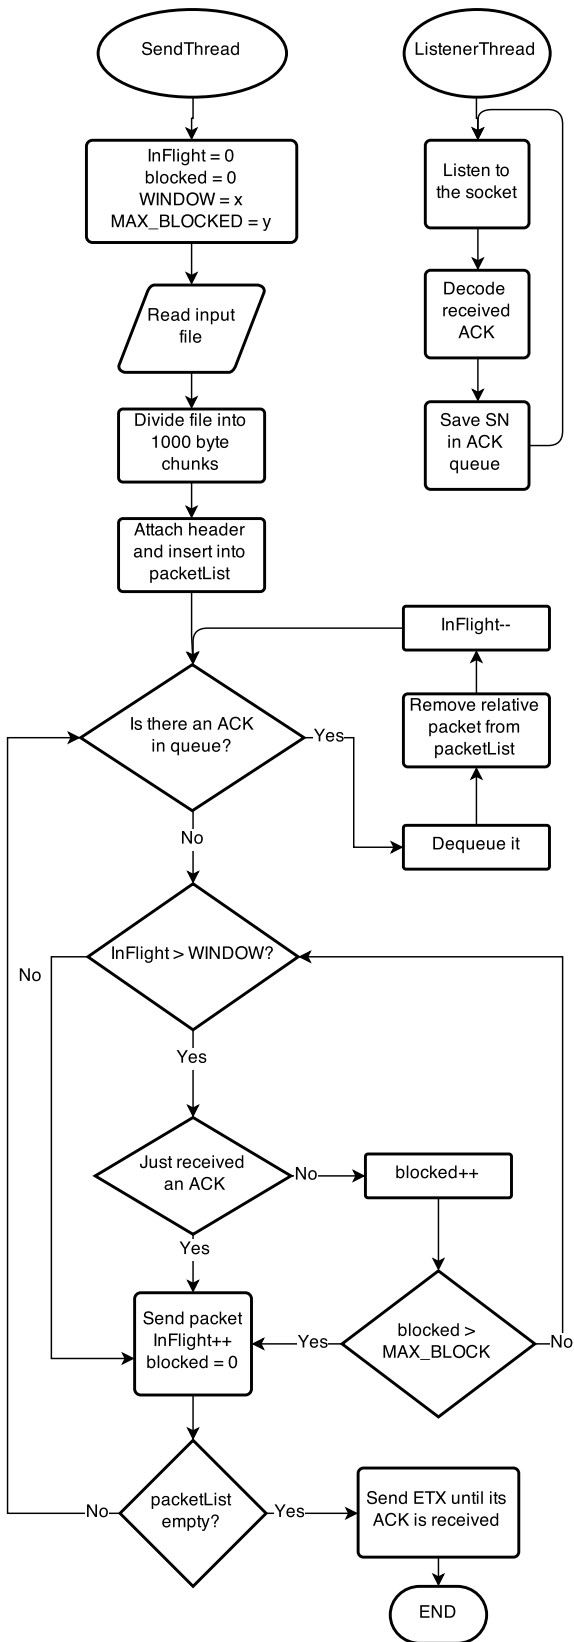 SendThread
ListenerThread
InFlight = 0
blocked = 0
WINDOW = x
MAX_BLOCKED = y
Listen to
the socket
Read input
file
Decode
received
ACK
Divide file into
1000 byte
chunks
Save SN
in ACK
queue
Attach header
and insert into
packetList
InFlight--
Is there an ACK
in queue?
Yes
Remove relative
packet from
packetList
No
Dequeue it
InFlight > WINDOW?
No
Yes
Just received
an ACK
No
blocked++
Yes
Send packet
InFlight++
blocked = 0
Yes
blocked >
MAX_BLOCK
No
packetList
empty?
No
Yes
Send ETX until its
ACK is received
END